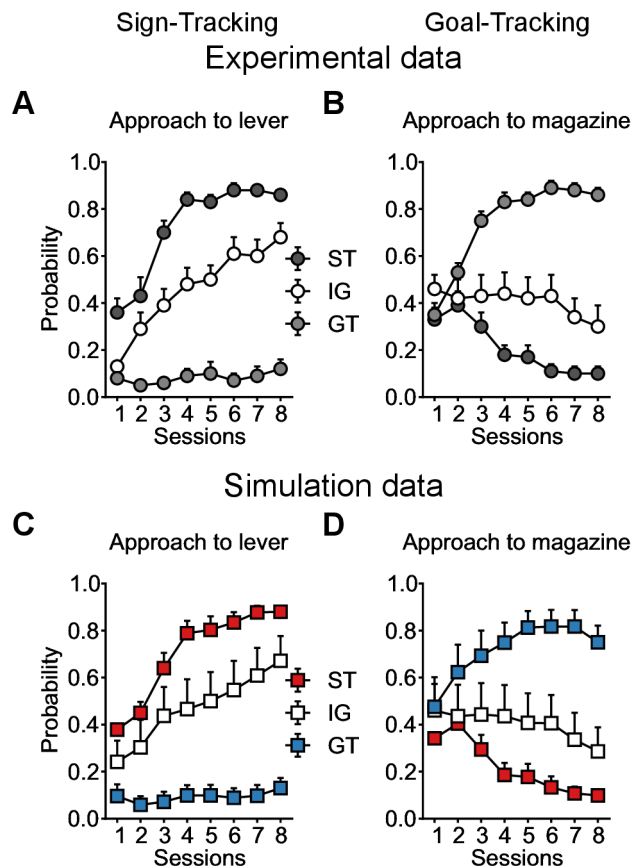 Sign-Tracking Goal-Tracking
Experimental data
A B
Approach to lever Approach to magazine
Probability
1.0
0.8
0.6
0.4
0.2
0.0
1 2 3 4 5 6 7 8
Sessions
ST
IG
GT
1.0
0.8
0.6
0.4
0.2
0.0
1 2 3 4 5 6 7 8
Sessions
Simulation data
C D
Approach to lever Approach to magazine
Probability
1.0
0.8
0.6
0.4
0.2
0.0
1 2 3 4 5 6 7 8
Sessions
ST
IG
GT
1.0
0.8
0.6
0.4
0.2
0.0
1 2 3 4 5 6 7 8
Sessions